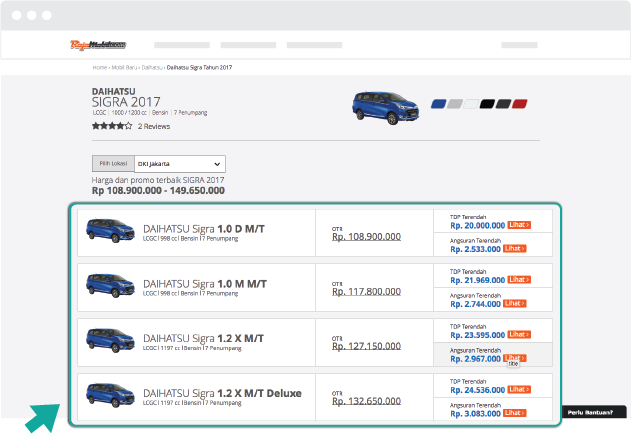 RajaMobil.com
Home › Mobil Baru › Daihatsu › Daihatsu Sigra Tahun 2017
DAIHATSU
SIGRA 2017
LCGC | 1000 / 1200 cc | Bensin | 7 Penumpang
2 Reviews
Pilih Lokasi DKI Jakarta
Harga dan promo terbaik SIGRA 2017
Rp 108.900.000 - 149.650.000
DAIHATSU Sigra 1.0 D M/T
LCGC | 998 cc | Bensin | 7 Penumpang
OTR
Rp. 108.900.000
TDP Terendah
Rp. 20.000.000 Lihat ›
Angsuran Terendah
Rp. 2.533.000 Lihat ›
DAIHATSU Sigra 1.0 M M/T
LCGC | 998 cc | Bensin | 7 Penumpang
OTR
Rp. 117.800.000
TDP Terendah
Rp. 21.969.000 Lihat ›
Angsuran Terendah
Rp. 2.744.000 Lihat ›
DAIHATSU Sigra 1.2 X M/T
LCGC | 1197 cc | Bensin | 7 Penumpang
OTR
Rp. 127.150.000
TDP Terendah
Rp. 23.595.000 Lihat ›
Angsuran Terendah
Rp. 2.967.000 Lihat ›
title
DAIHATSU Sigra 1.2 X M/T Deluxe
LCGC | 1197 cc | Bensin | 7 Penumpang
OTR
Rp. 132.650.000
TDP Terendah
Rp. 24.536.000 Lihat ›
Angsuran Terendah
Rp. 3.083.000 Lihat ›
Perlu Bantuan?